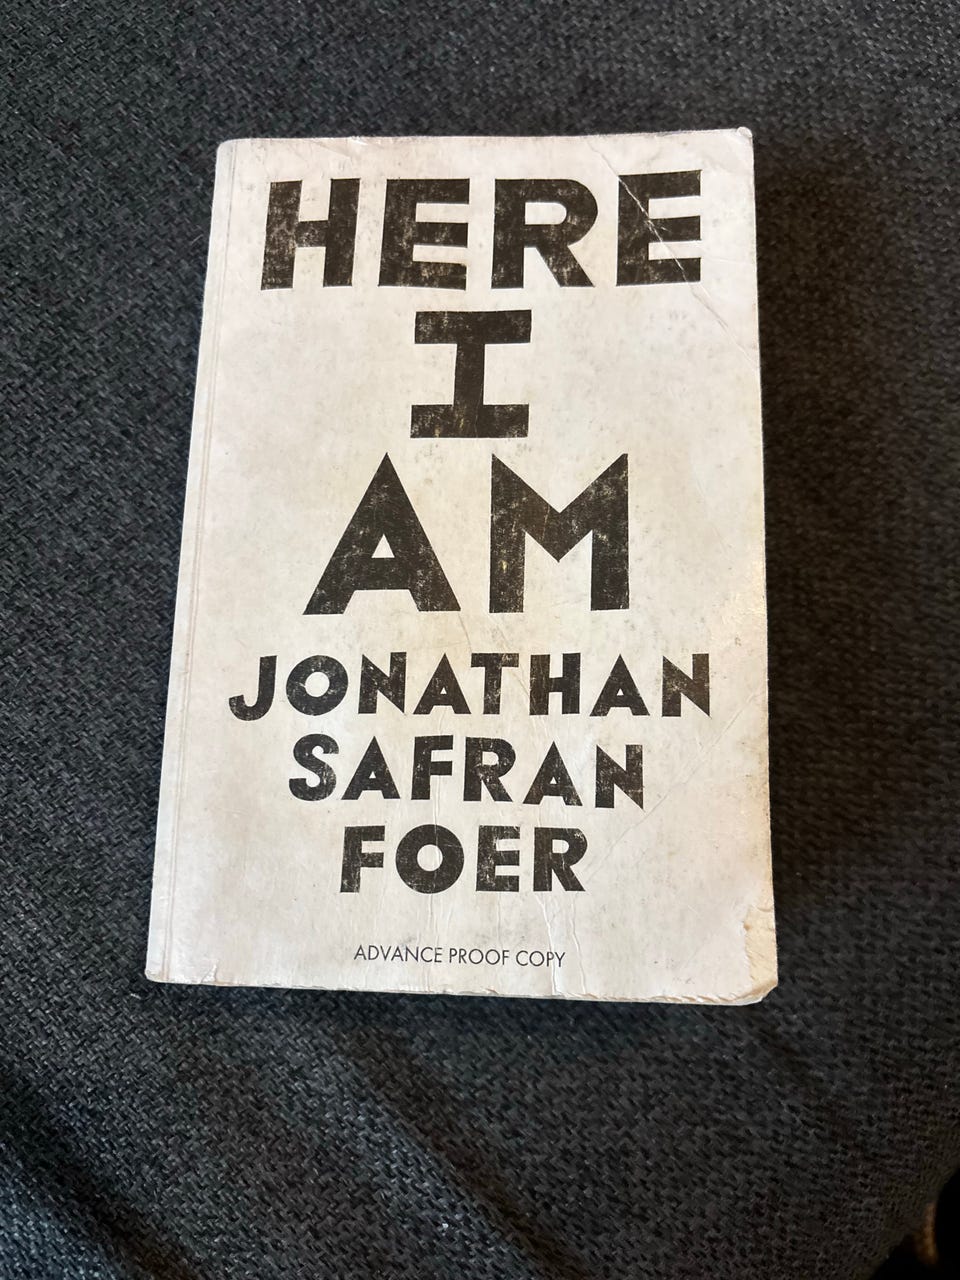 HERE
I
AM
JONATHAN
SAFRAN
FOER
ADVANCE PROOF COPY